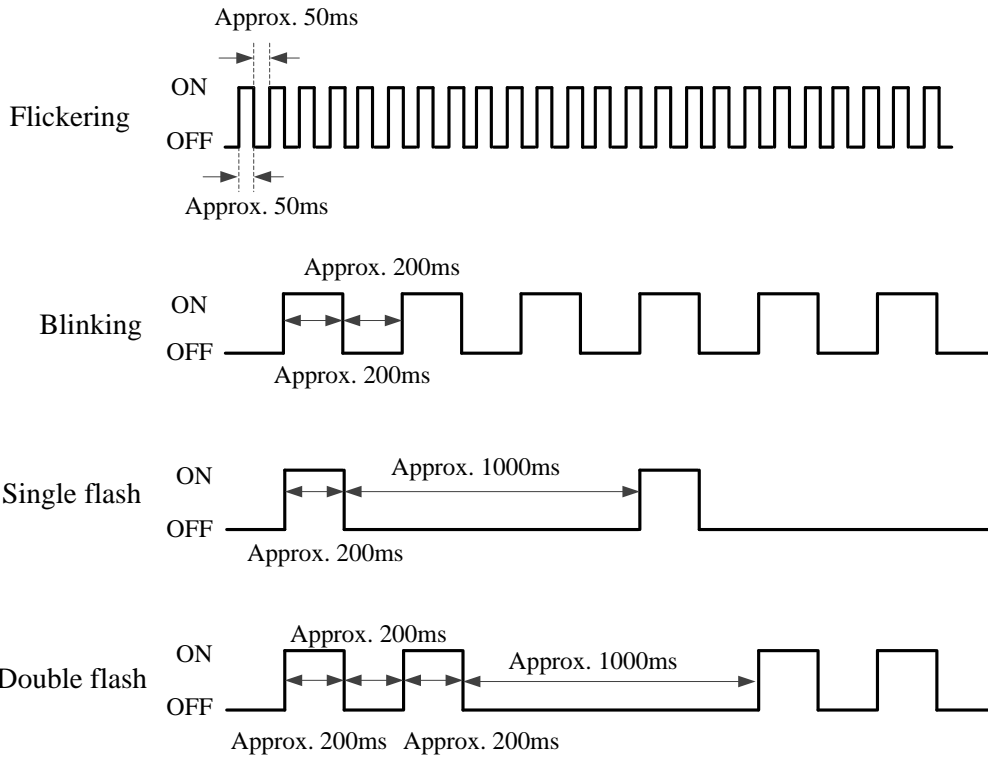 Approx. 50ms
ON
Flickering
OFF
Approx. 50ms
Approx. 200ms
ON
Blinking
OFF
Approx. 200ms
ON
Approx. 1000ms
Single flash
OFF
Approx. 200ms
Approx. 200ms
ON
Approx. 1000ms
Double flash
OFF
Approx. 200ms
Approx. 200ms